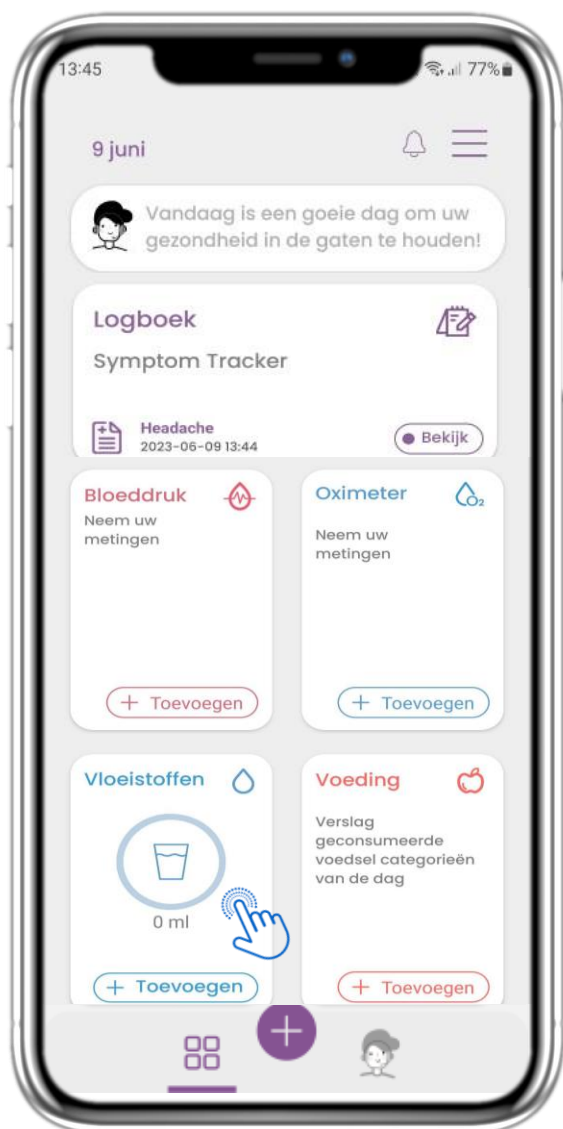 13:45
77%
9 juni
Vandaag is een goeie dag om uw
gezondheid in de gaten te houden!
Logboek
Symptom Tracker
Headache
2023-06-09 13:44
Bekijk
Bloeddruk
Neem uw
metingen
+ Toevoegen
Oximeter
O₂
Neem uw
metingen
+ Toevoegen
Vloeistoffen
0 ml
+ Toevoegen
Voeding
Verslag
geconsumeerde
voedsel categorieën
van de dag
+ Toevoegen
+